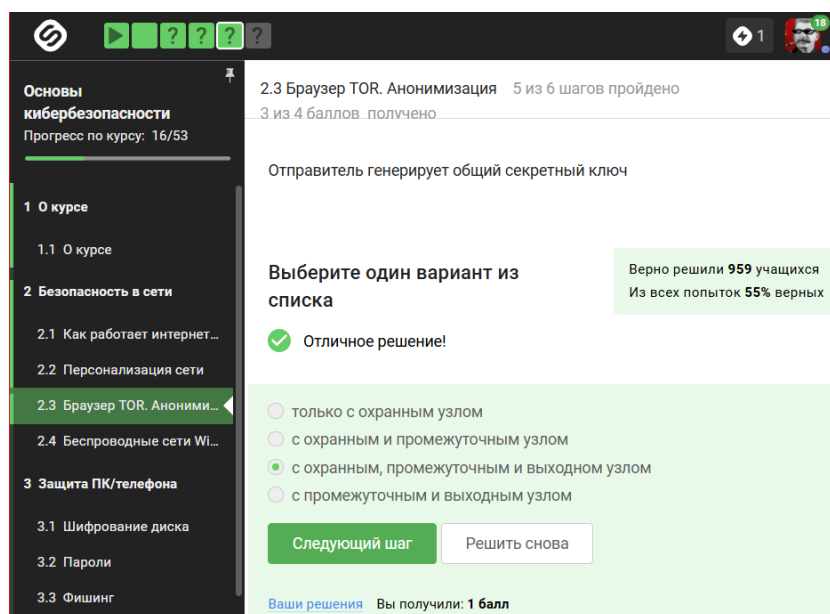 ? ? ? ?
1
18
Основы
кибербезопасности
Прогресс по курсу: 16/53
1 О курсе
1.1 О курсе
2 Безопасность в сети
2.1 Как работает интернет...
2.2 Персонализация сети
2.3 Браузер TOR. Аноними...
2.4 Беспроводные сети Wi...
3 Защита ПК/телефона
3.1 Шифрование диска
3.2 Пароли
3.3 Фишинг
2.3 Браузер TOR. Анонимизация 5 из 6 шагов пройдено
3 из 4 баллов получено
Отправитель генерирует общий секретный ключ
Выберите один вариант из
списка
Верно решили 959 учащихся
Из всех попыток 55% верных
Отличное решение!
только с охранным узлом
с охранным и промежуточным узлом
с охранным, промежуточным и выходном узлом
с промежуточным и выходным узлом
Следующий шаг
Решить снова
Ваши решения Вы получили: 1 балл